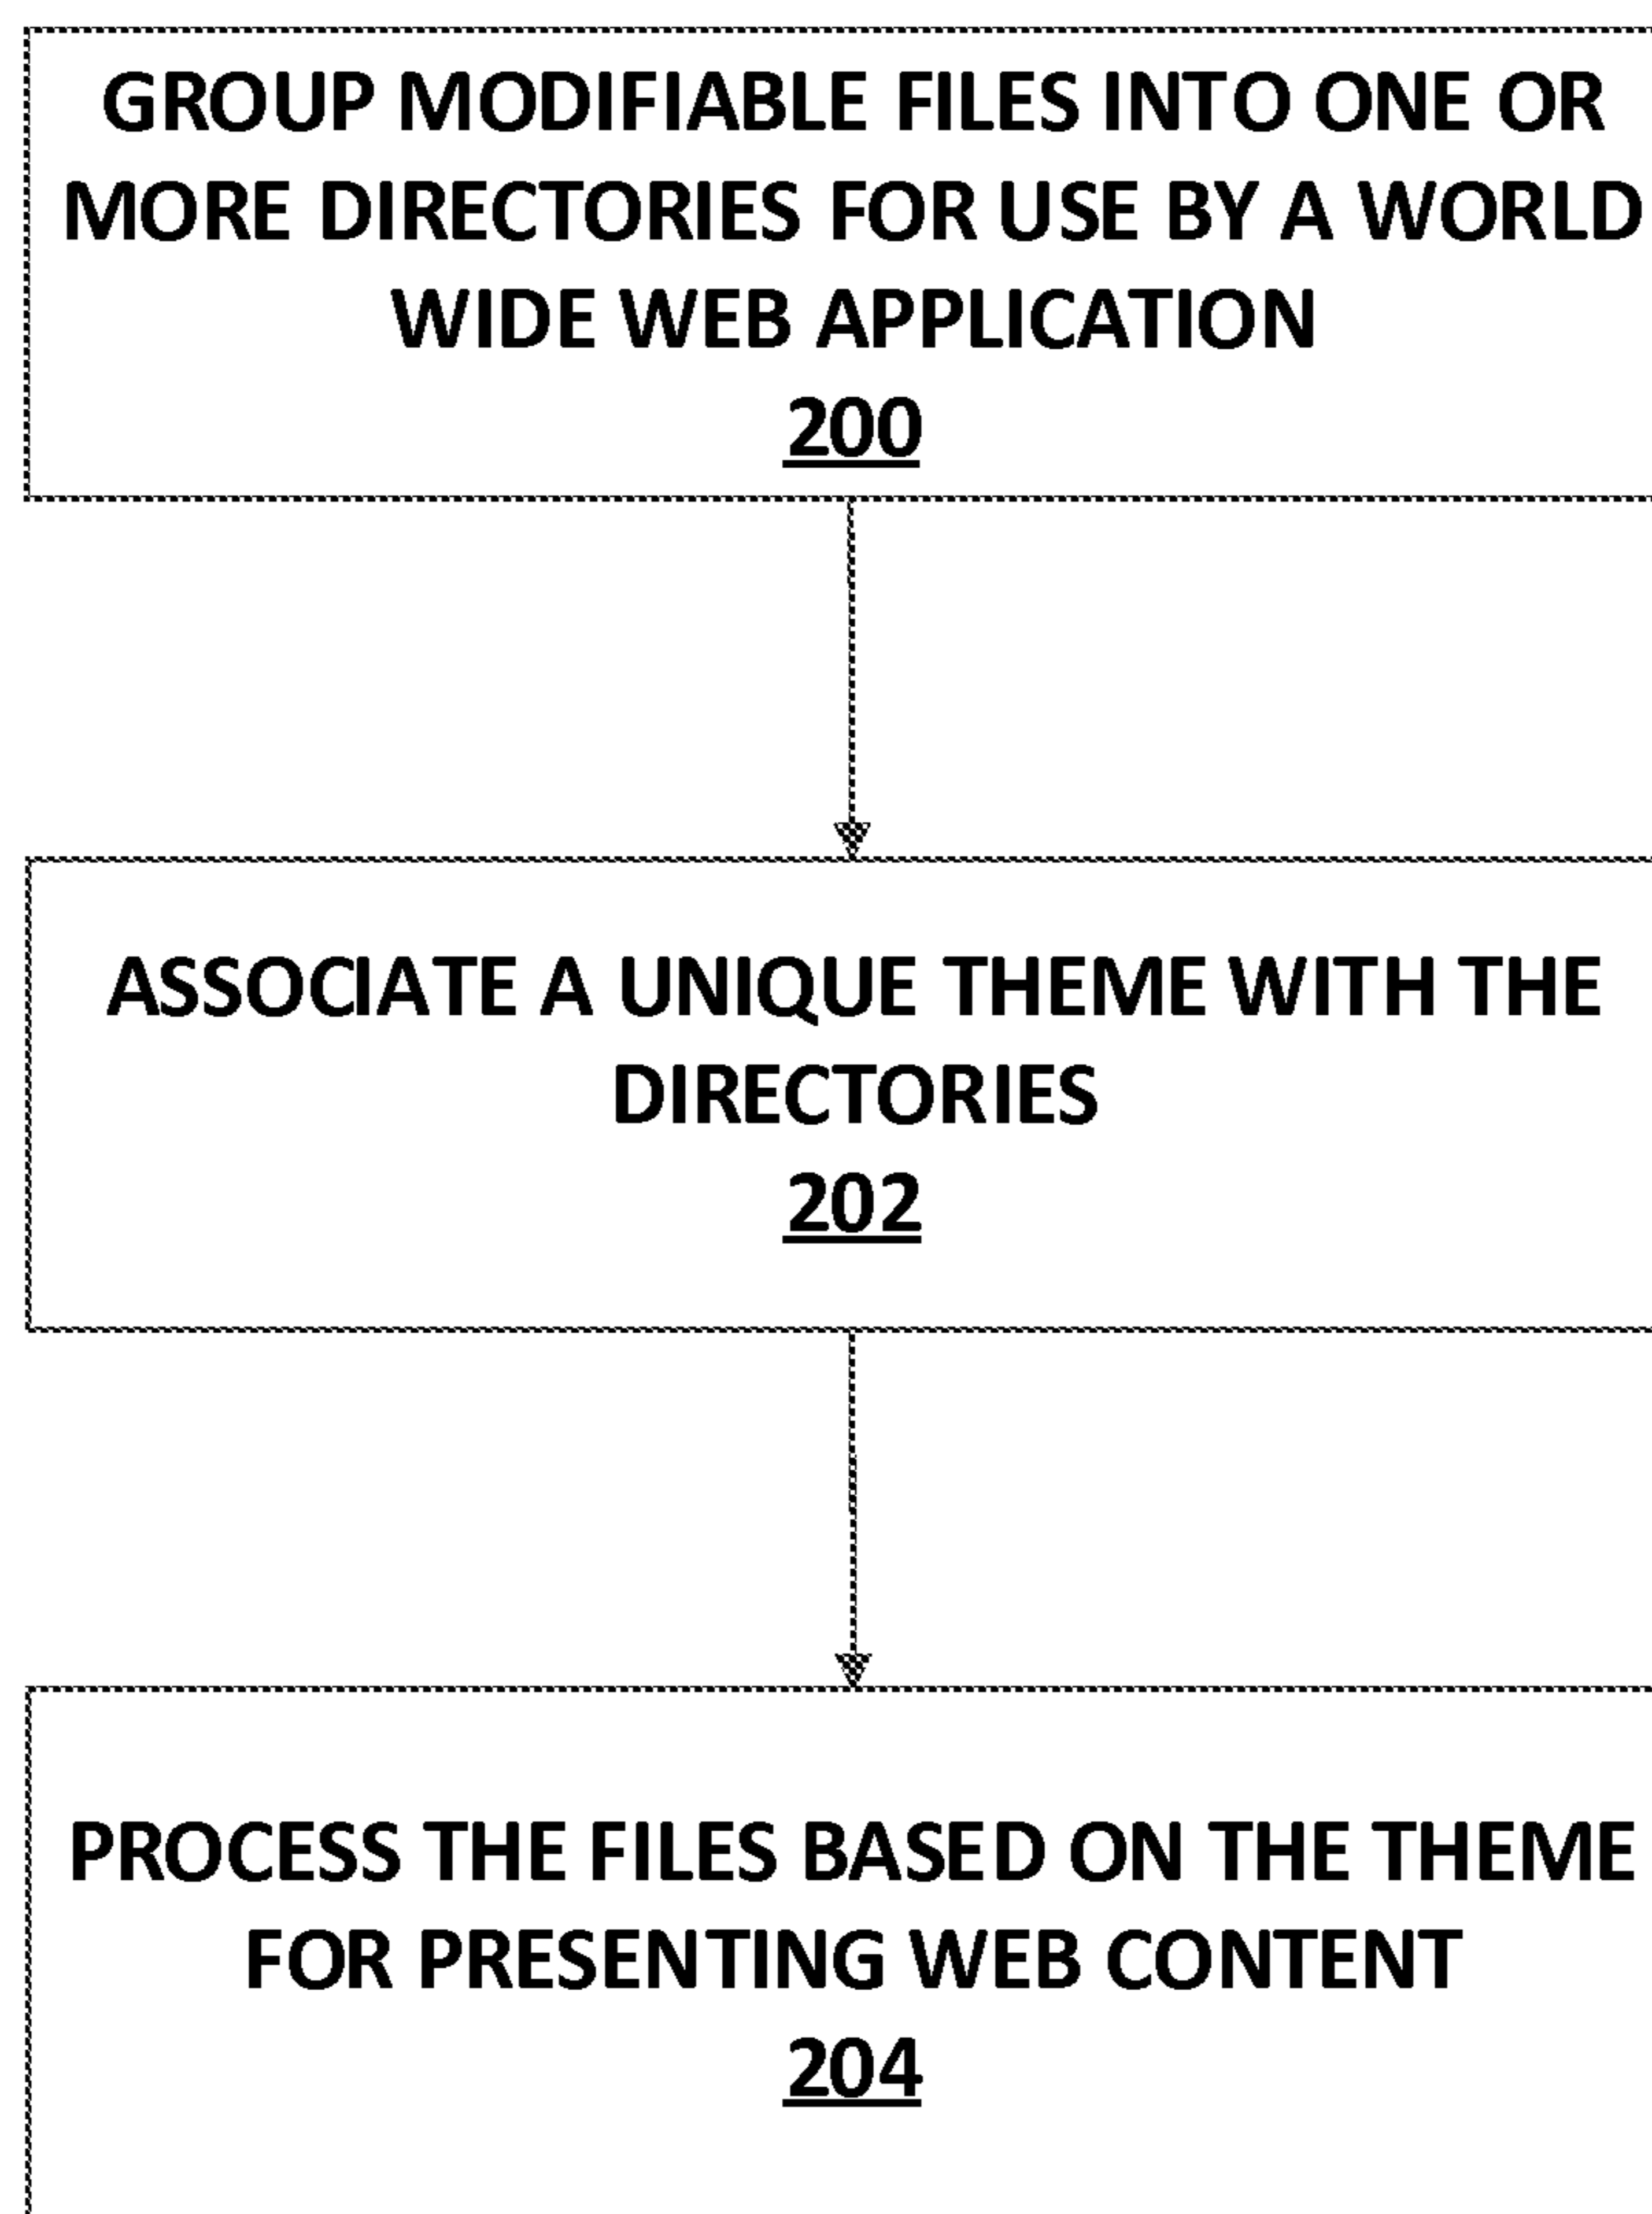 GROUP MODIFIABLE FILES INTO ONE OR
MORE DIRECTORIES FOR USE BY A WORLD
WIDE WEB APPLICATION
200
ASSOCIATE A UNIQUE THEME WITH THE
DIRECTORIES
202
PROCESS THE FILES BASED ON THE THEME
FOR PRESENTING WEB CONTENT
204